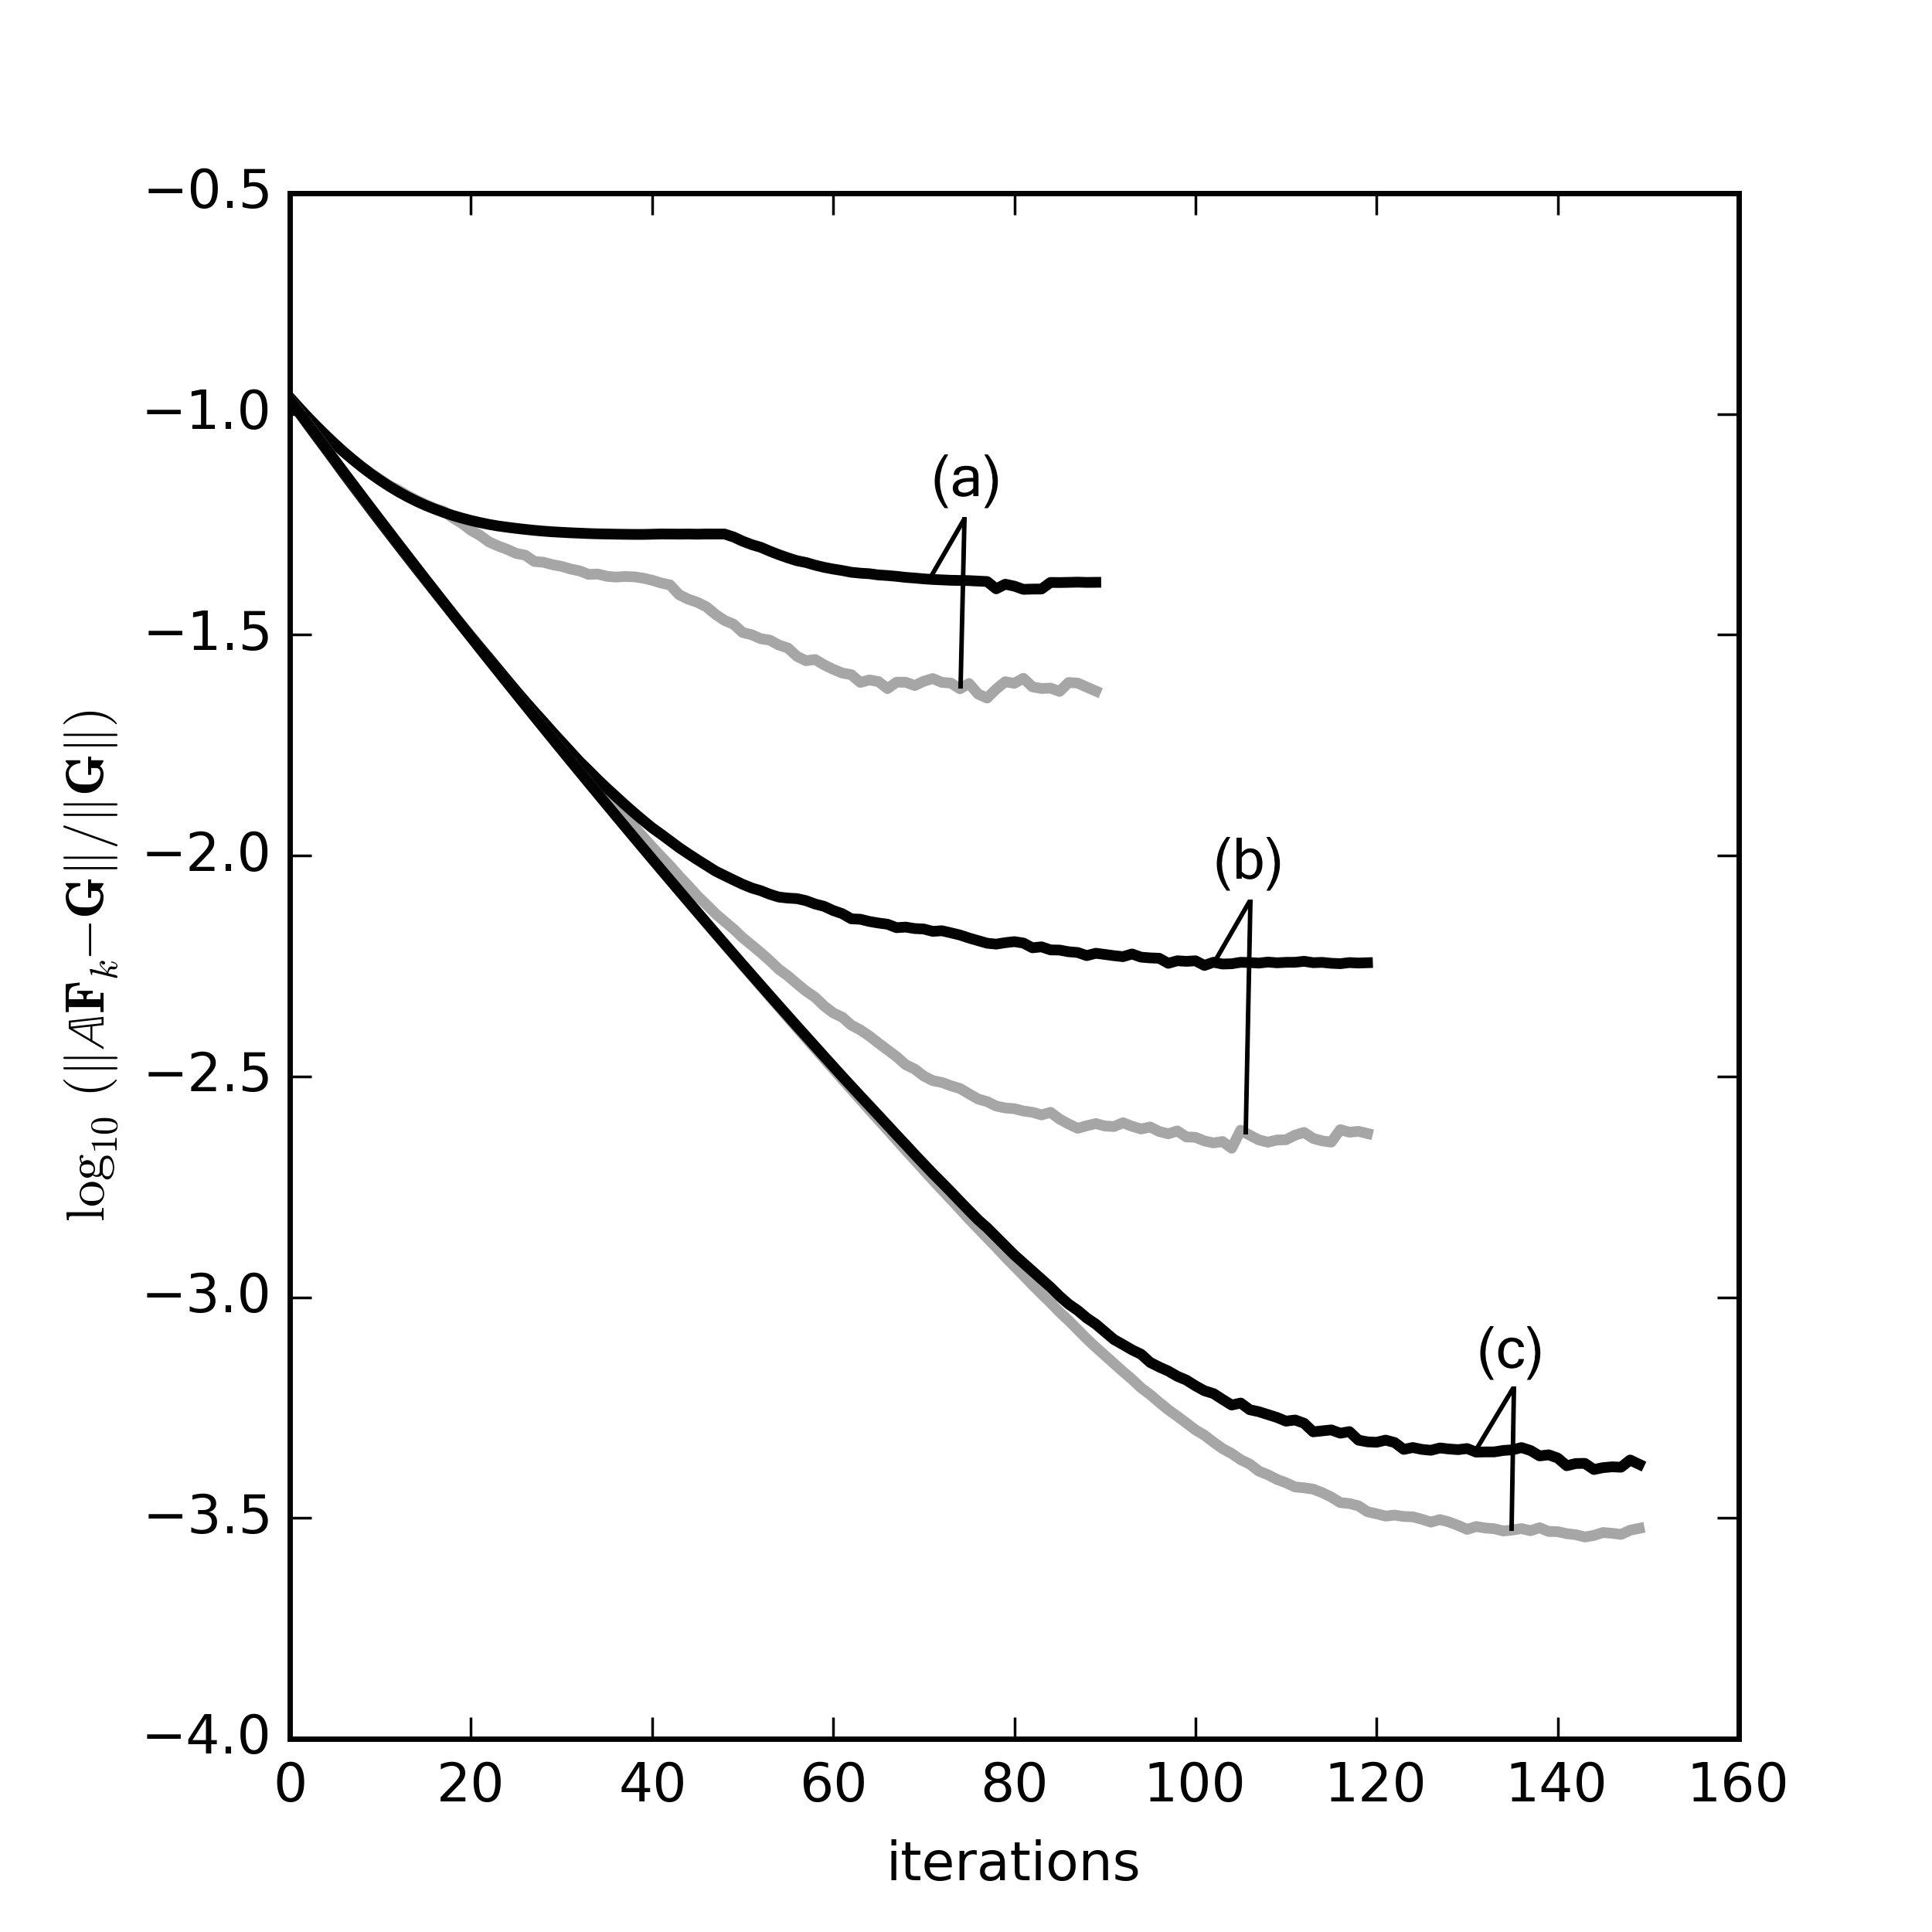 −0.5
−1.0
−1.5
−2.0
−2.5
−3.0
−3.5
−4.0
0 20 40 60 80 100 120 140 160
iterations
log₁₀ (||𝔸𝐅ₖ−𝐆||/||𝐆||)
(a)
(b)
(c)